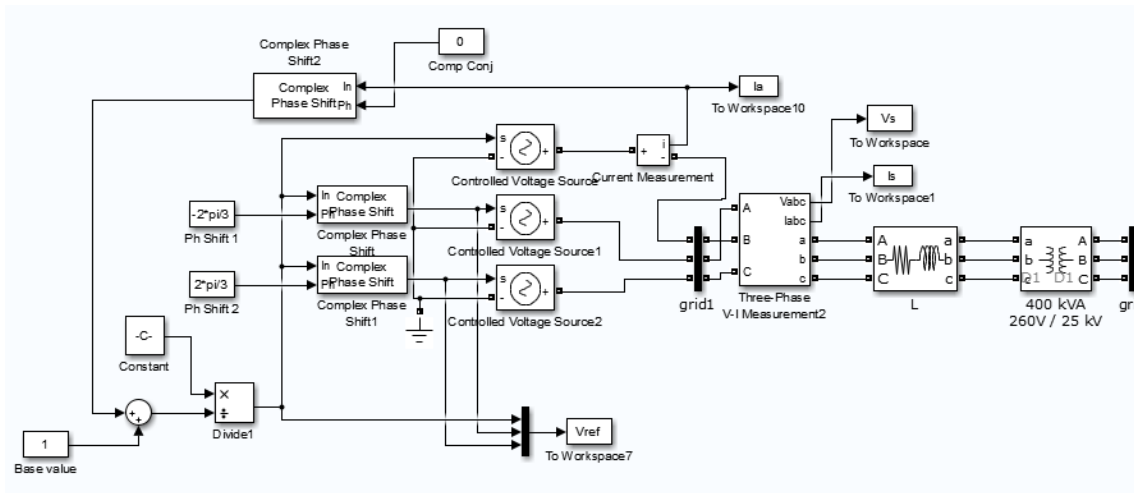 Complex Phase
Shift2
0
Comp Conj
Complex
Phase Shift
In
Ph
Ia
To Workspace10
Vs
To Workspace
s
-
+
Controlled Voltage Source
+
i
-
Current Measurement
Is
To Workspace1
-2*pi/3
Ph Shift 1
In
Ph
Complex
Phase Shift
Complex Phase
Shift
s
-
+
Controlled Voltage Source1
A
B
C
Vabc
Iabc
a
b
c
Three-Phase
V-I Measurement2
A
B
C
a
b
c
L
a
b
c
A
B
C
D1 D1
400 kVA
260V / 25 kV
2*pi/3
Ph Shift 2
In
Ph
Complex
Phase Shift
Complex Phase
Shift1
s
-
+
Controlled Voltage Source2
grid1
gr
-C-
Constant
×
÷
Divide1
+
+
1
Base value
Vref
To Workspace7